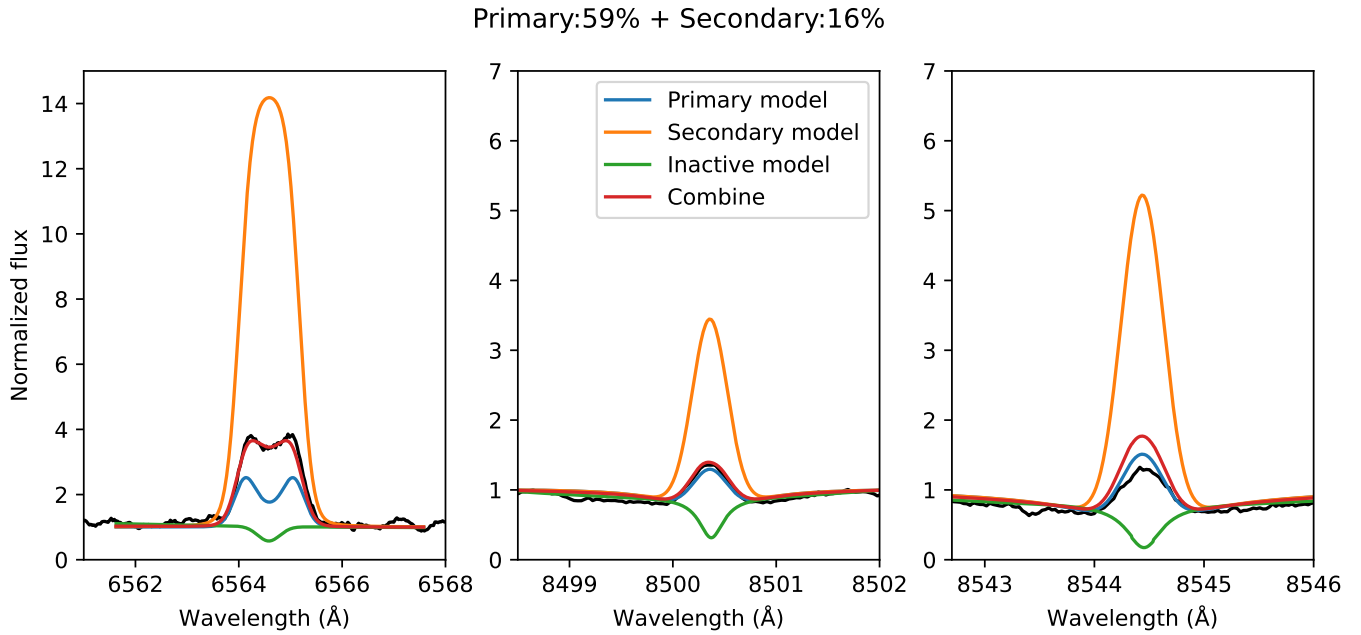 Primary:59% + Secondary:16%
Normalized flux
14
12
10
8
6
4
2
0
6562 6564 6566 6568
Wavelength (Å)
7
6
5
4
3
2
1
0
8499 8500 8501 8502
Wavelength (Å)
Primary model
Secondary model
Inactive model
Combine
7
6
5
4
3
2
1
0
8543 8544 8545 8546
Wavelength (Å)